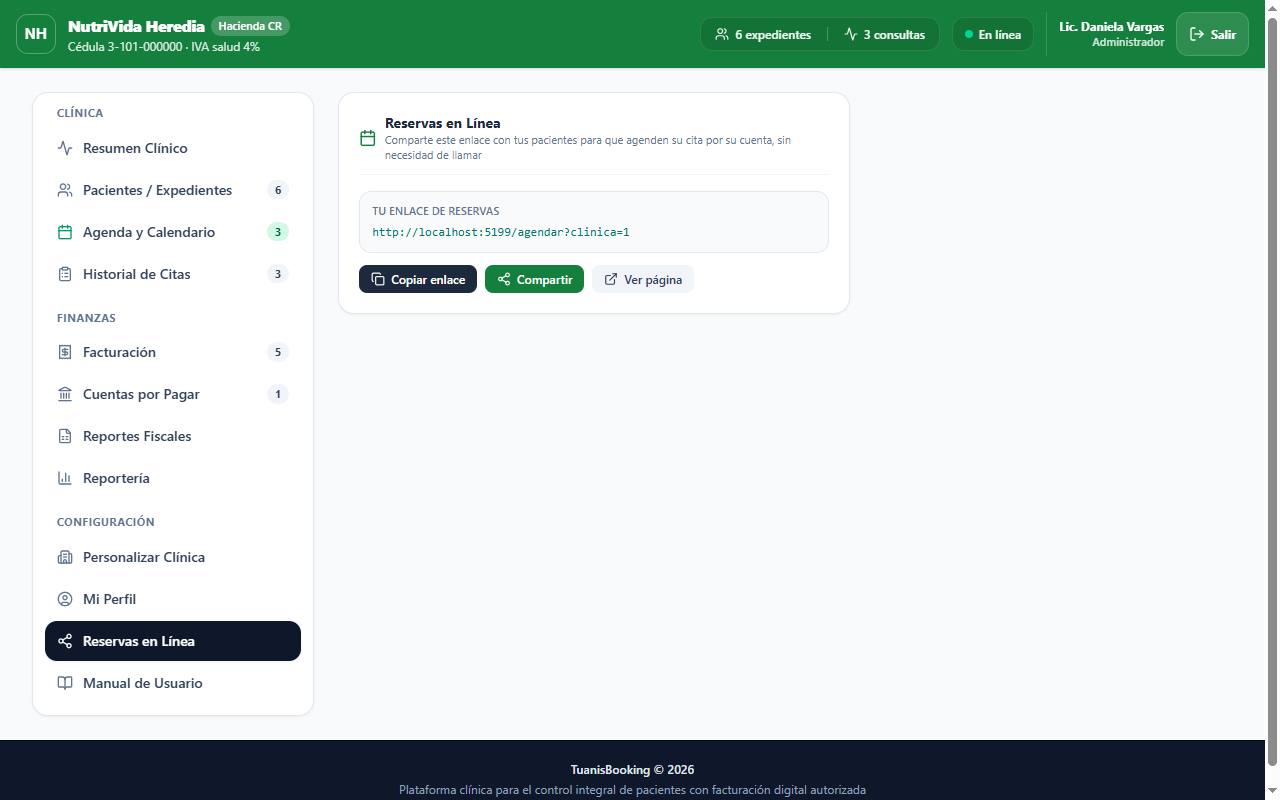 NH
NutriVida Heredia
Hacienda CR
Cédula 3-101-000000 · IVA salud 4%
6 expedientes
3 consultas
En línea
Lic. Daniela Vargas
Administrador
Salir
CLÍNICA
Resumen Clínico
Pacientes / Expedientes 6
Agenda y Calendario 3
Historial de Citas 3
FINANZAS
Facturación 5
Cuentas por Pagar 1
Reportes Fiscales
Reportería
CONFIGURACIÓN
Personalizar Clínica
Mi Perfil
Reservas en Línea
Manual de Usuario
Reservas en Línea
Comparte este enlace con tus pacientes para que agenden su cita por su cuenta, sin
necesidad de llamar
TU ENLACE DE RESERVAS
http://localhost:5199/agendar?clinica=1
Copiar enlace
Compartir
Ver página
TuanisBooking © 2026
Plataforma clínica para el control integral de pacientes con facturación digital autorizada